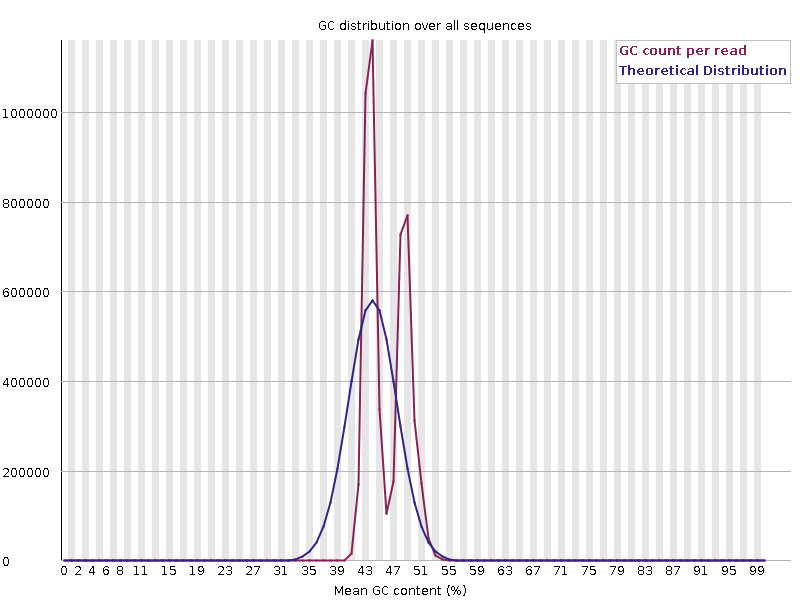 GC distribution over all sequences
GC count per read
Theoretical Distribution
1000000
800000
600000
400000
200000
0
0 2 4 6 8 11 15 19 23 27 31 35 39 43 47 51 55 59 63 67 71 75 79 83 87 91 95 99
Mean GC content (%)